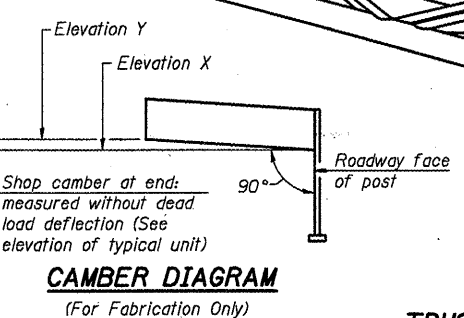 Elevation Y
Elevation X
Roadway face
of post
90°
Shop camber at end:
measured without dead
load deflection (See
elevation of typical unit)
CAMBER DIAGRAM
(For Fabrication Only)